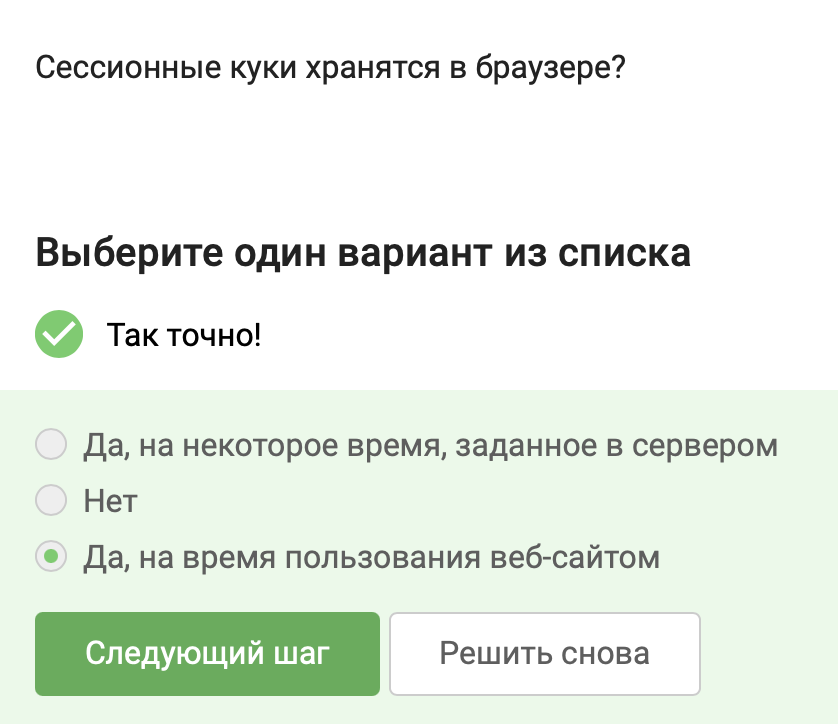 Сессионные куки хранятся в браузере?
Выберите один вариант из списка
Так точно!
Да, на некоторое время, заданное в сервером
Нет
Да, на время пользования веб-сайтом
Следующий шаг
Решить снова